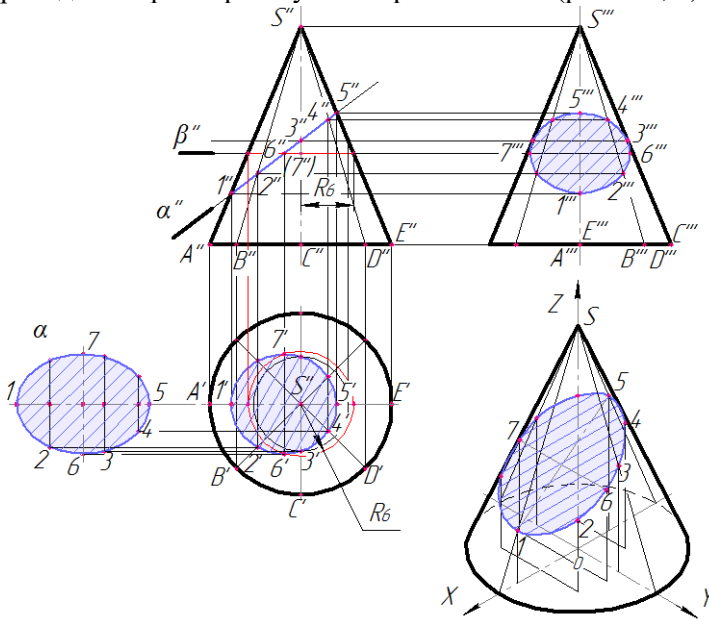 S″ S‴
5″ 5‴
4″ 4‴
3″ 3‴
β″ 6″ 7‴ 6‴
(7″)
1″ 2″ R6 2‴
1‴
α″
E″ E‴ C‴
A″ B″ C″ D″ A‴ B‴ D‴
Z S
α 7 7′
5
1 5 A′ 1′ S″ 5′ E′
4 4′ 4
7
2 3 2′ 3
6 6′ 3′
B′ D′ 6
C′ R6 2
1
0
X Y